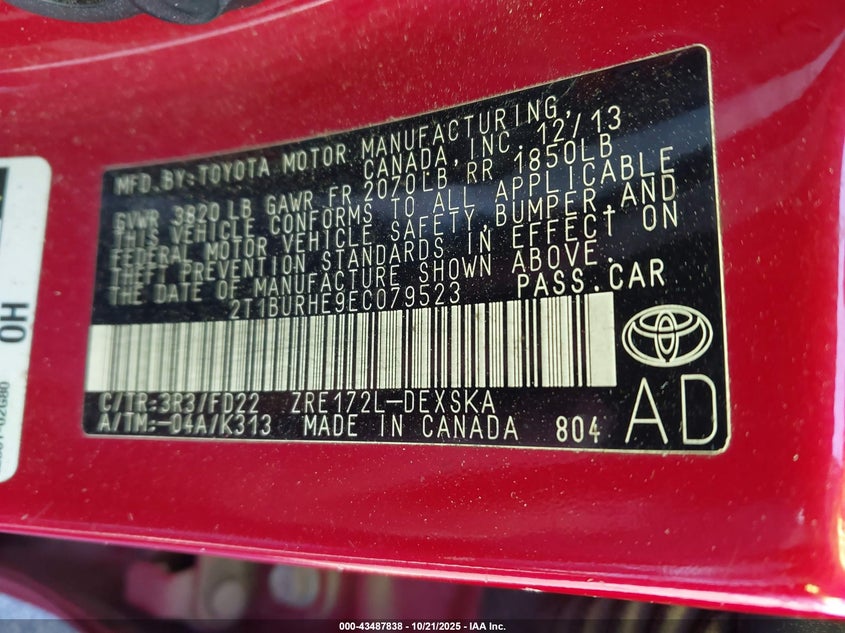 MFD.BY:TOYOTA MOTOR MANUFACTURING,
CANADA, INC. 12/13
GVWR 3820 LB GAWR FR 2070LB RR 1850LB
THIS VEHICLE CONFORMS TO ALL APPLICABLE
FEDERAL MOTOR VEHICLE SAFETY,BUMPER,AND
THEFT PREVENTION STANDARDS IN EFFECT ON
THE DATE OF MANUFACTURE SHOWN ABOVE.
2T1BURHE9EC079523 PASS.CAR
C/TR:3R3/FD22 ZRE172L-DEXSKA
A/TM:-04A/K313 MADE IN CANADA 804
AD
OH
000-43487838 - 10/21/2025 - IAA Inc.